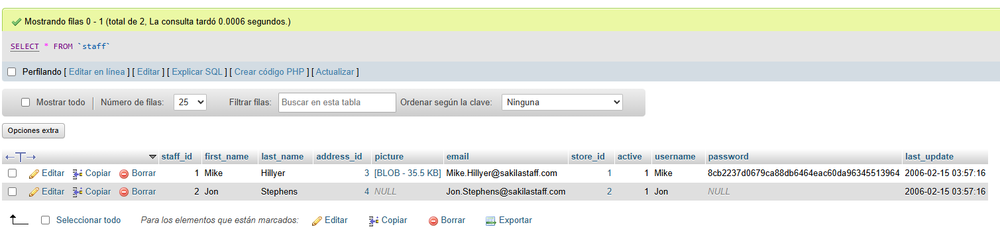 Mostrando filas 0 - 1 (total de 2, La consulta tardó 0.0006 segundos.)
SELECT * FROM `staff`
Perfilando [ Editar en línea ] [ Editar ] [ Explicar SQL ] [ Crear código PHP ] [ Actualizar ]
Mostrar todo Número de filas: 25 Filtrar filas: Buscar en esta tabla Ordenar según la clave: Ninguna
Opciones extra
staff_id first_name last_name address_id picture email store_id active username password last_update
Editar Copiar Borrar 1 Mike Hillyer 3 [BLOB - 35.5 KB] Mike.Hillyer@sakilastaff.com 1 1 Mike 8cb2237d0679ca88db6464eac60da96345513964 2006-02-15 03:57:16
Editar Copiar Borrar 2 Jon Stephens 4 NULL Jon.Stephens@sakilastaff.com 2 1 Jon NULL 2006-02-15 03:57:16
Seleccionar todo Para los elementos que están marcados: Editar Copiar Borrar Exportar